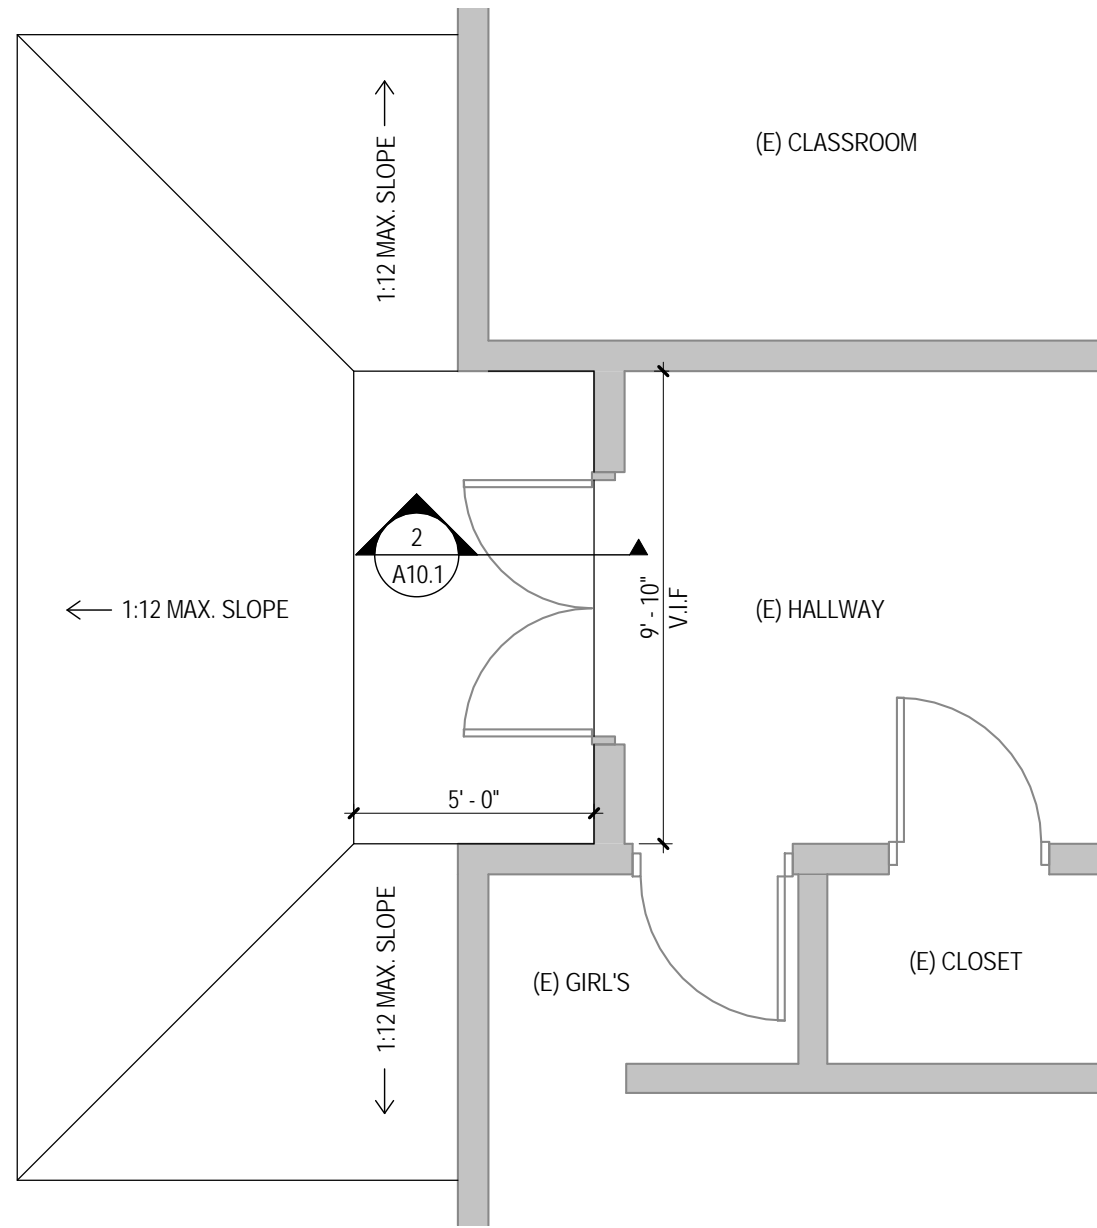 (E) CLASSROOM
1:12 MAX. SLOPE
2
A10.1
1:12 MAX. SLOPE
9' - 10"
V.I.F
(E) HALLWAY
5' - 0"
1:12 MAX. SLOPE
(E) GIRL'S
(E) CLOSET